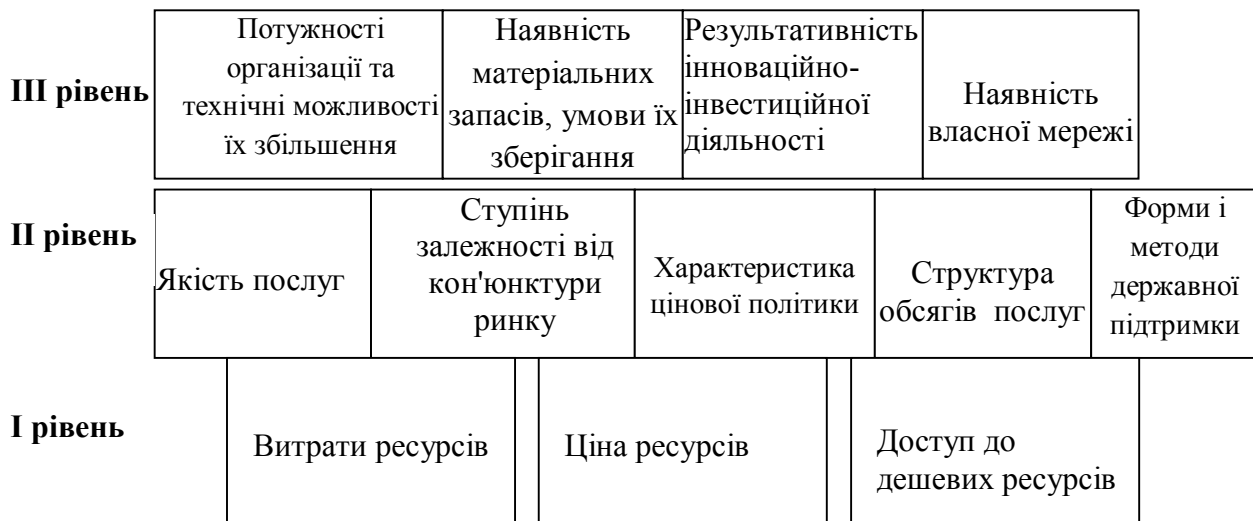 III рівень
Потужності
організації та
технічні можливості
їх збільшення
Наявність
матеріальних
запасів, умови їх
зберігання
Результативність
інноваційно-
інвестиційної
діяльності
Наявність
власної мережі
II рівень
Якість послуг
Ступінь
залежності від
кон'юнктури
ринку
Характеристика
цінової політики
Структура
обсягів послуг
Форми і
методи
державної
підтримки
I рівень
Витрати ресурсів
Ціна ресурсів
Доступ до
дешевих ресурсів